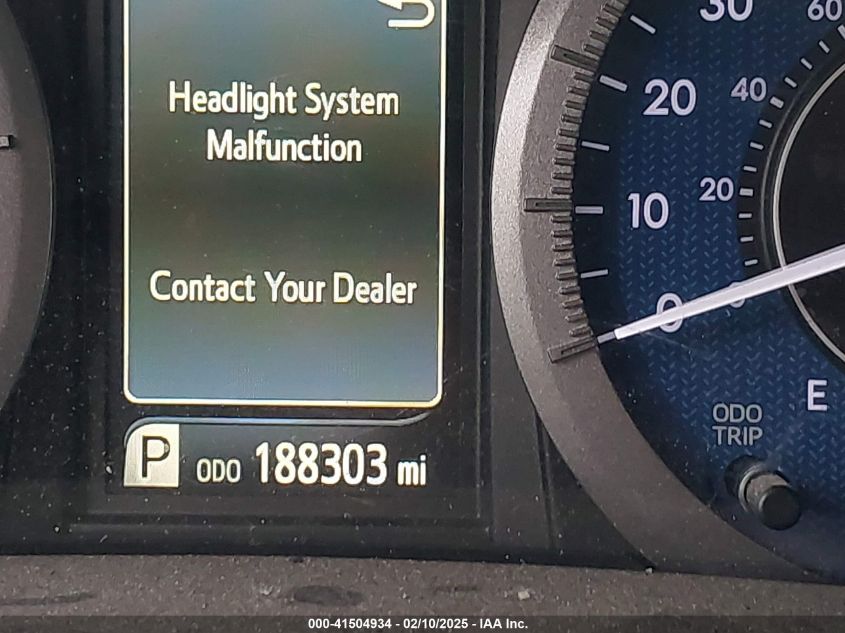 Headlight System
Malfunction
Contact Your Dealer
P ODO 188303 mi
30
60
20
40
10
20
0
0
E
ODO
TRIP
000-41504934 - 02/10/2025 - IAA Inc.